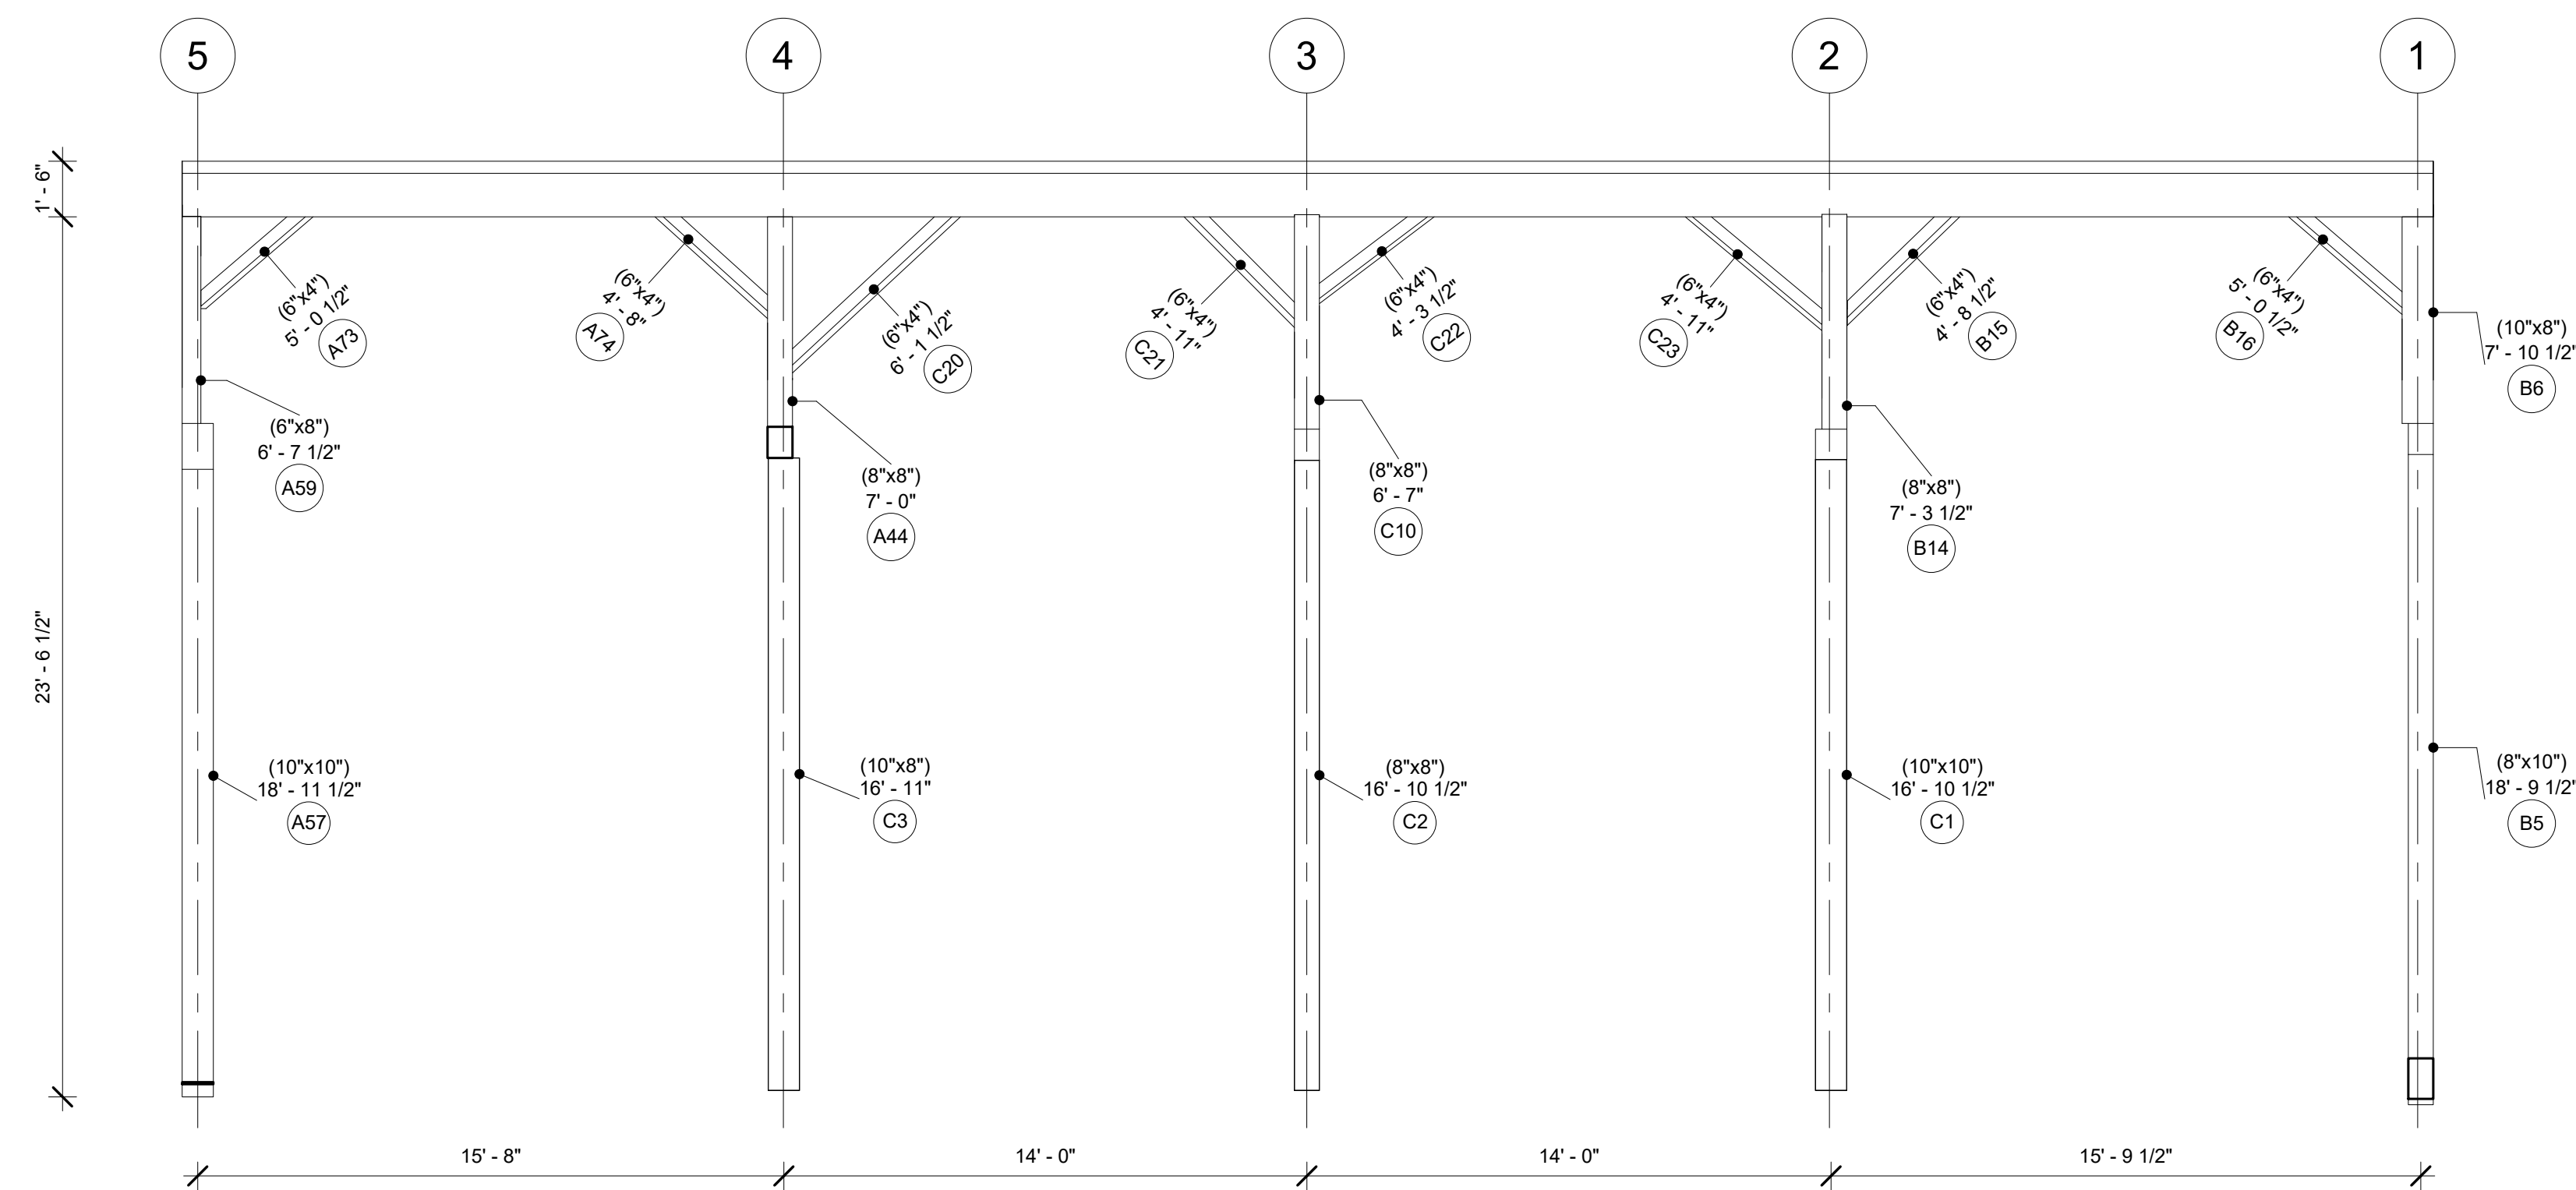 5
4
3
2
1
1' - 6"
23' - 6 1/2"
(6"x4")
5' - 0 1/2"
A73
(6"x4")
4' - 8"
A74
(6"x4")
6' - 1 1/2"
C20
(6"x4")
4' - 11"
C21
(6"x4")
4' - 3 1/2"
C22
(6"x4")
4' - 11"
C23
(6"x4")
4' - 8 1/2"
B15
(6"x4")
5' - 0 1/2"
B16
(10"x8")
7' - 10 1/2"
B6
(6"x8")
6' - 7 1/2"
A59
(8"x8")
7' - 0"
A44
(8"x8")
6' - 7"
C10
(8"x8")
7' - 3 1/2"
B14
(10"x10")
18' - 11 1/2"
A57
(10"x8")
16' - 11"
C3
(8"x8")
16' - 10 1/2"
C2
(10"x10")
16' - 10 1/2"
C1
(8"x10")
18' - 9 1/2"
B5
15' - 8"
14' - 0"
14' - 0"
15' - 9 1/2"